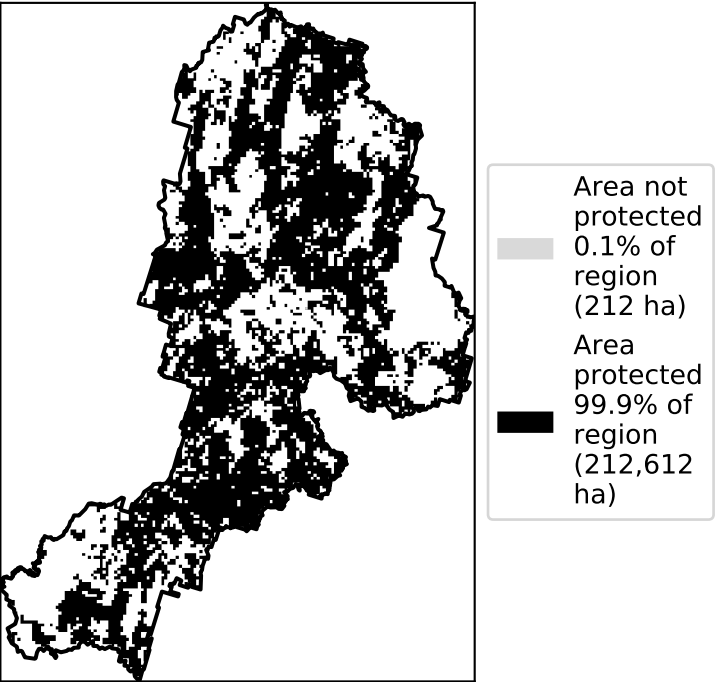 Area not
protected
0.1% of
region
(212 ha)
Area
protected
99.9% of
region
(212,612
ha)